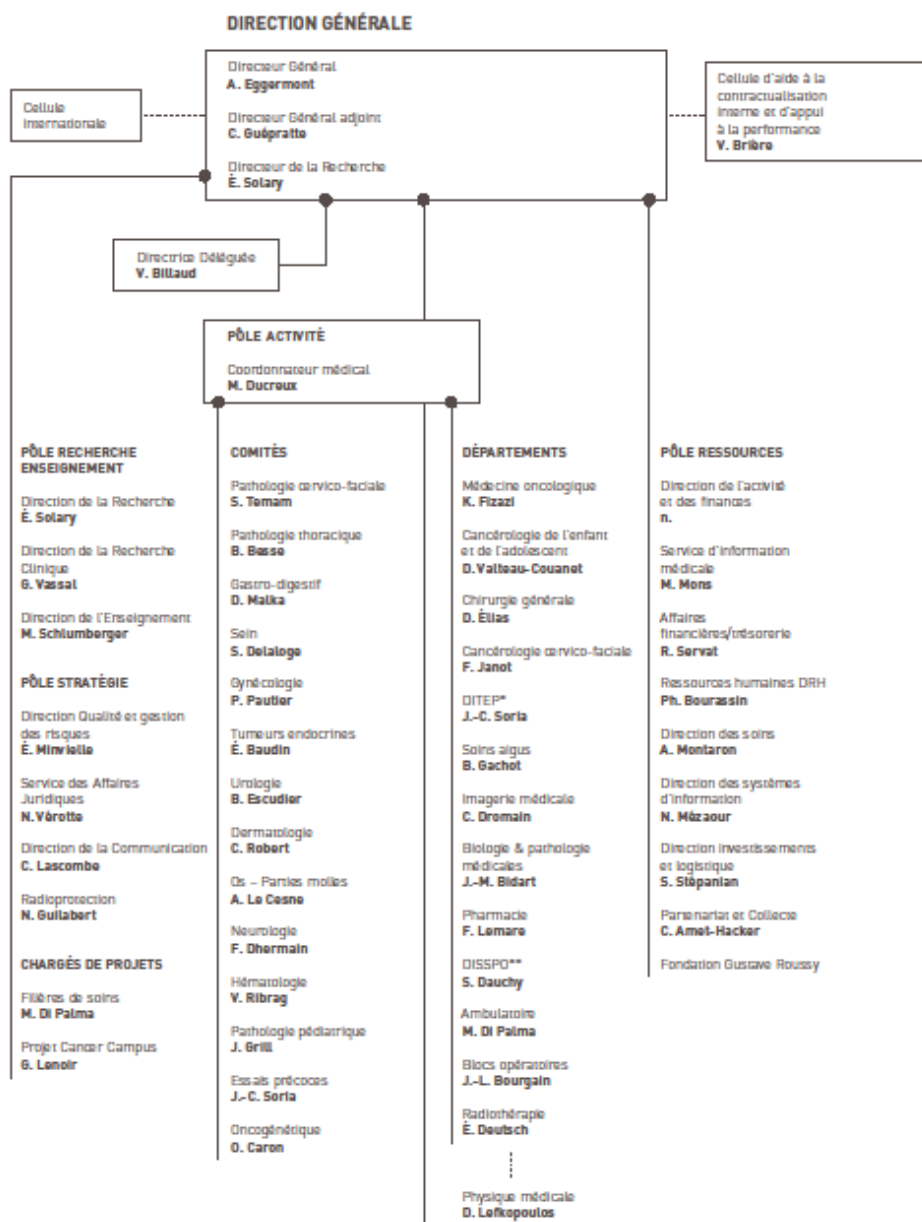 DIRECTION GÉNÉRALE
Directeur Général
A. Eggermont
Directeur Général adjoint
C. Guépratte
Directeur de la Recherche
É. Solary
Cellule
internationale
Cellule d'aide à la
contractualisation
interne et d'appui
à la performance
V. Brière
Directrice Déléguée
V. Billaud
PÔLE ACTIVITÉ
Coordonnateur médical
M. Ducreux
PÔLE RECHERCHE
ENSEIGNEMENT
Direction de la Recherche
É. Solary
Direction de la Recherche
Clinique
G. Vassal
Direction de l'Enseignement
M. Schlumberger
PÔLE STRATÉGIE
Direction Qualité et gestion
des risques
É. Minvielle
Service des Affaires
Juridiques
N. Vérotte
Direction de la Communication
C. Lascombe
Radioprotection
N. Guilabert
CHARGÉS DE PROJETS
Filières de soins
M. Di Palma
Projet Cancer Campus
G. Lenoir
COMITÉS
Pathologie cervico-faciale
S. Temam
Pathologie thoracique
B. Besse
Gastro-digestif
D. Malka
Sein
S. Delaloge
Gynécologie
P. Pautier
Tumeurs endocrines
É. Baudin
Urologie
B. Escudier
Dermatologie
C. Robert
Os – Parties molles
A. Le Cesne
Neurologie
F. Dhermain
Hématologie
V. Ribrag
Pathologie pédiatrique
J. Grill
Essais précoces
J.-C. Soria
Oncogénétique
O. Caron
DÉPARTEMENTS
Médecine oncologique
K. Fizazi
Cancérologie de l'enfant
et de l'adolescent
D. Valteau-Couanet
Chirurgie générale
D. Élias
Cancérologie cervico-faciale
F. Janot
DITEP*
J.-C. Soria
Soins aigus
B. Gachot
Imagerie médicale
C. Dromain
Biologie & pathologie
médicales
J.-M. Bidart
Pharmacie
F. Lemare
DISSPO**
S. Dauchy
Ambulatoire
M. Di Palma
Blocs opératoires
J.-L. Bourgain
Radiothérapie
É. Deutsch
Physique médicale
D. Lefkopoulos
PÔLE RESSOURCES
Direction de l'activité
et des finances
n.
Service d'information
médicale
M. Mons
Affaires
financières/trésorerie
R. Servat
Ressources humaines DRH
Ph. Bourassin
Direction des soins
A. Montaron
Direction des systèmes
d'information
N. Mézaour
Direction investissements
et logistique
S. Stépanian
Partenariat et Collecte
C. Amet-Hacker
Fondation Gustave Roussy